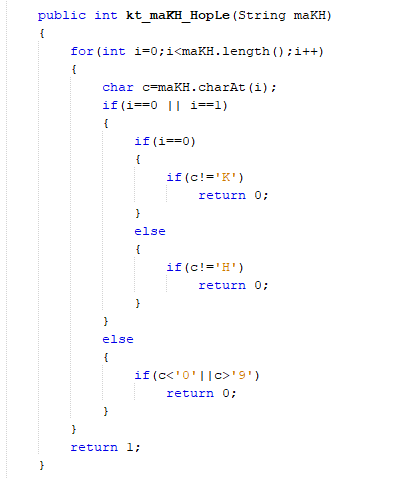 public int kt_maKH_HopLe(String maKH)
{
for(int i=0;i<maKH.length();i++)
{
char c=maKH.charAt(i);
if(i==0 || i==1)
{
if(i==0)
{
if(c!='K')
return 0;
}
else
{
if(c!='H')
return 0;
}
}
else
{
if(c<'0'||c>'9')
return 0;
}
}
return 1;
}